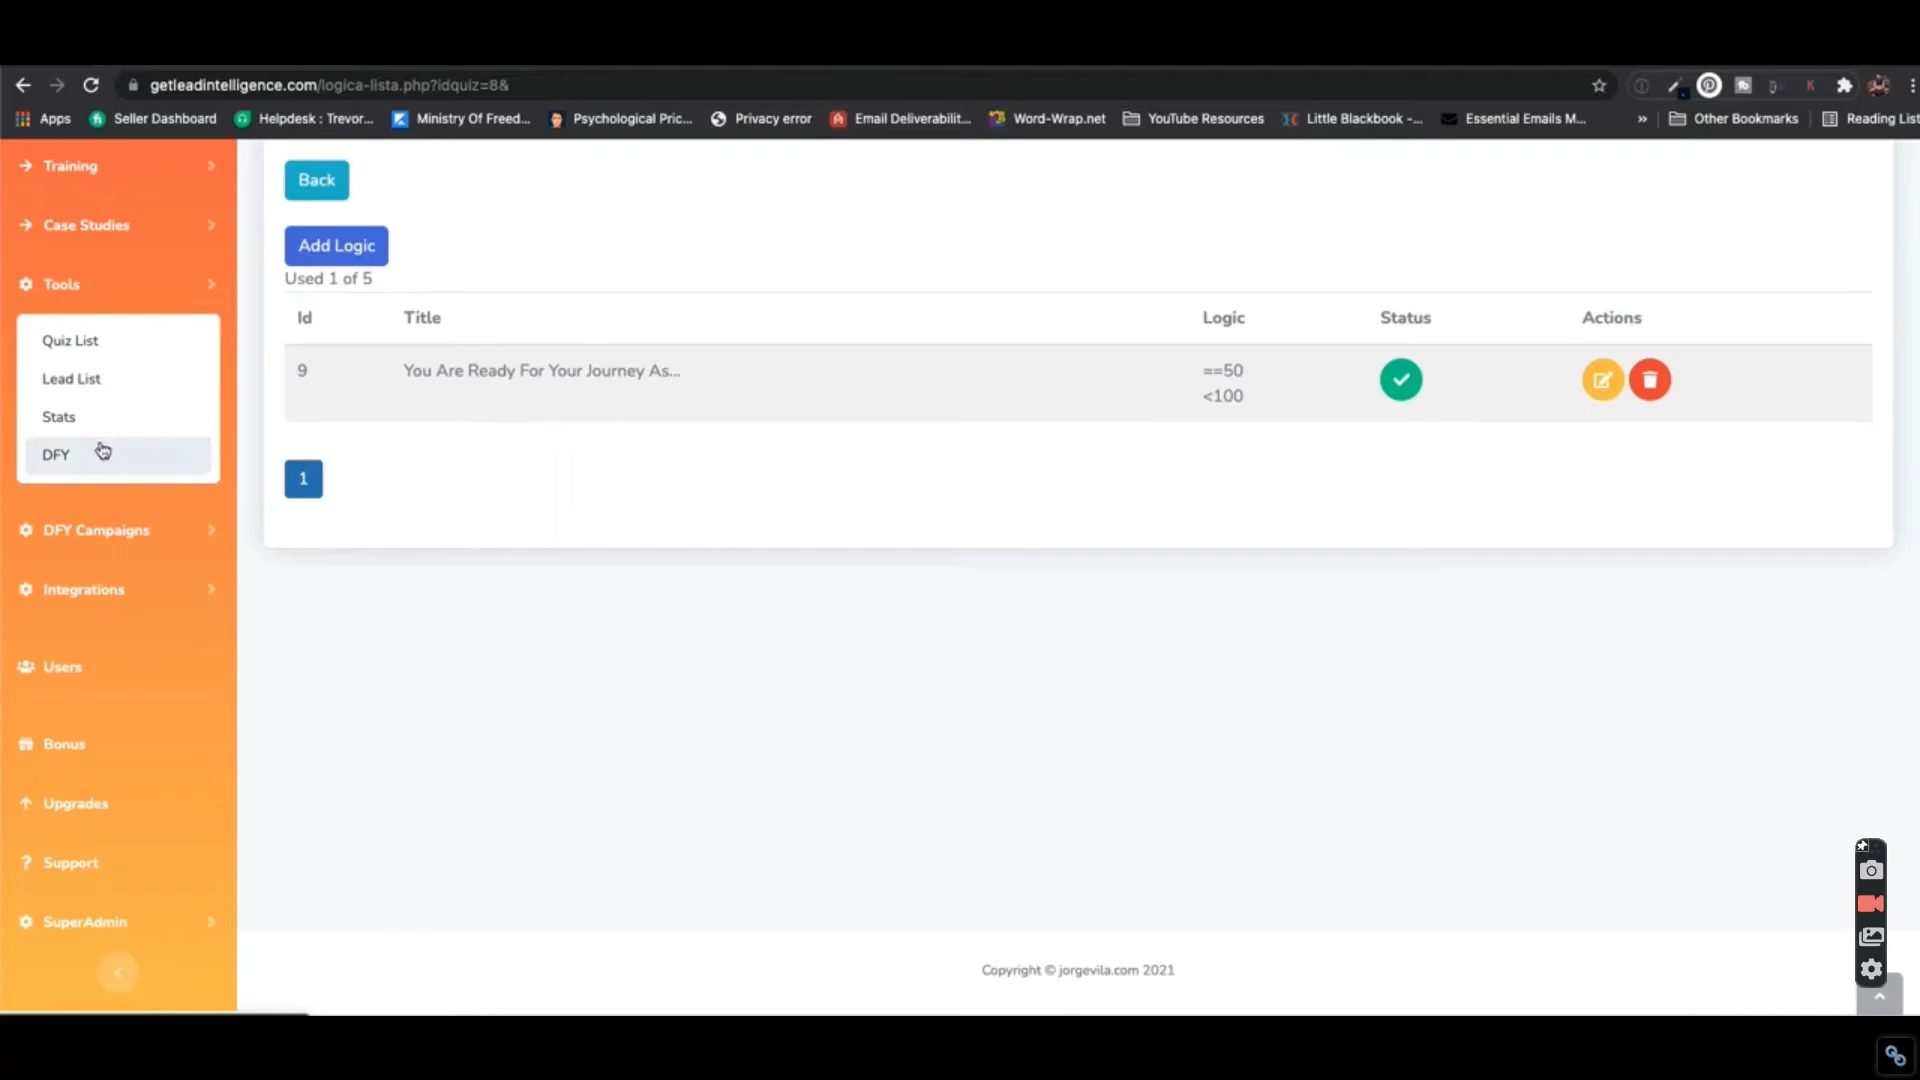 getleadintelligence.com/logica-lista.php?idquiz=8&
Apps Seller Dashboard Helpdesk : Trevor... Ministry Of Freed... Psychological Pric... Privacy error Email Deliverabilit... Word-Wrap.net YouTube Resources Little Blackbook -... Essential Emails M... » Other Bookmarks Reading List
Training
Case Studies
Tools
Quiz List
Lead List
Stats
DFY
DFY Campaigns
Integrations
Users
Bonus
Upgrades
Support
SuperAdmin
Back
Add Logic
Used 1 of 5
Id Title Logic Status Actions
9 You Are Ready For Your Journey As... ==50
<100
1
Copyright © jorgevila.com 2021